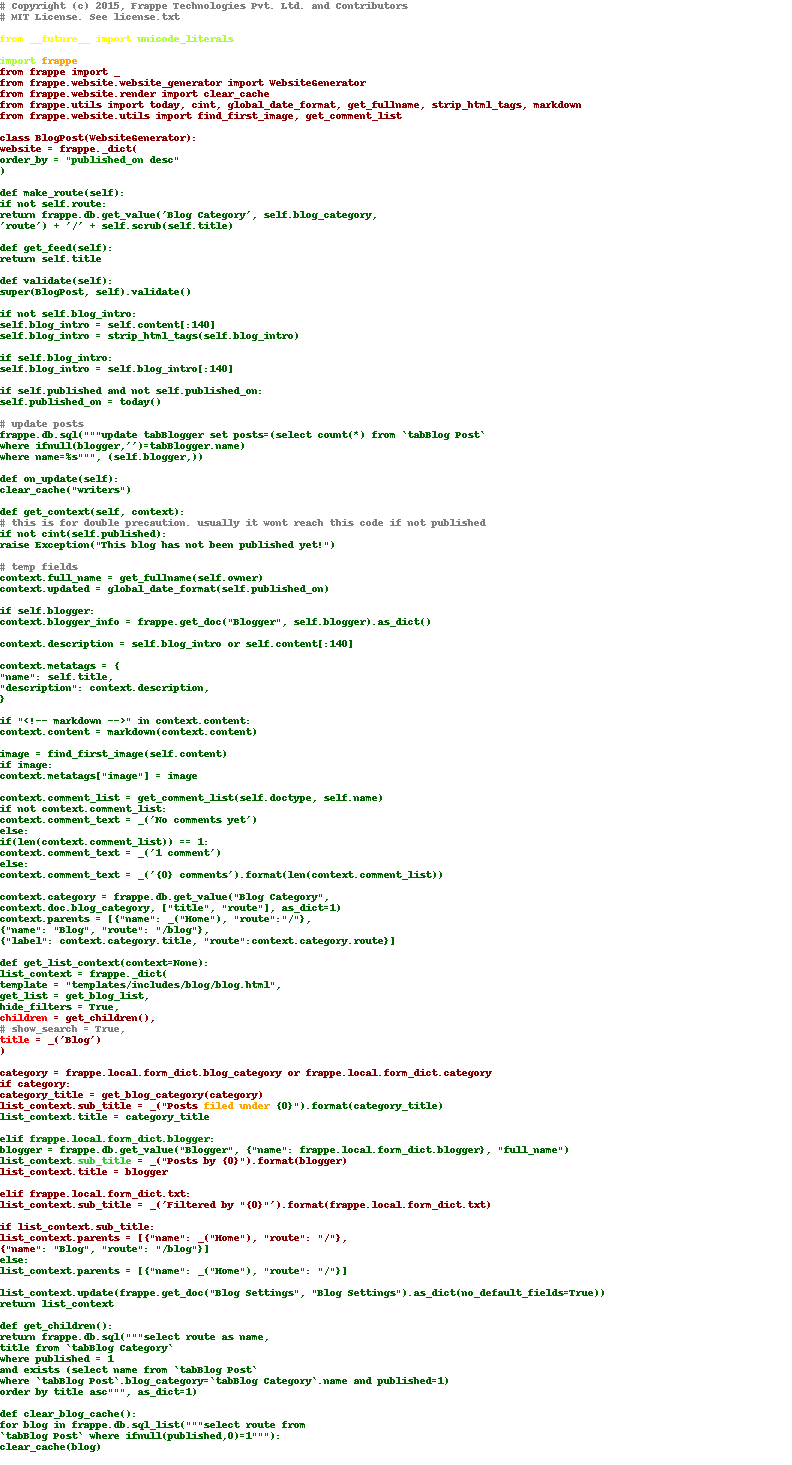 # Copyright (c) 2015, Frappe Technologies Pvt. Ltd. and Contributors
# MIT License. See license.txt
from __future__ import unicode_literals
import frappe
from frappe import _
from frappe.website.website_generator import WebsiteGenerator
from frappe.website.render import clear_cache
from frappe.utils import today, cint, global_date_format, get_fullname, strip_html_tags, markdown
from frappe.website.utils import find_first_image, get_comment_list
class BlogPost(WebsiteGenerator):
website = frappe._dict(
order_by = "published_on desc"
)
def make_route(self):
if not self.route:
return frappe.db.get_value('Blog Category', self.blog_category,
'route') + '/' + self.scrub(self.title)
def get_feed(self):
return self.title
def validate(self):
super(BlogPost, self).validate()
if not self.blog_intro:
self.blog_intro = self.content[:140]
self.blog_intro = strip_html_tags(self.blog_intro)
if self.blog_intro:
self.blog_intro = self.blog_intro[:140]
if self.published and not self.published_on:
self.published_on = today()
# update posts
frappe.db.sql("""update tabBlogger set posts=(select count(*) from `tabBlog Post`
where ifnull(blogger,'')=tabBlogger.name)
where name=%s""", (self.blogger,))
def on_update(self):
clear_cache("writers")
def get_context(self, context):
# this is for double precaution. usually it wont reach this code if not published
if not cint(self.published):
raise Exception("This blog has not been published yet!")
# temp fields
context.full_name = get_fullname(self.owner)
context.updated = global_date_format(self.published_on)
if self.blogger:
context.blogger_info = frappe.get_doc("Blogger", self.blogger).as_dict()
context.description = self.blog_intro or self.content[:140]
context.metatags = {
"name": self.title,
"description": context.description,
}
if "<!-- markdown -->" in context.content:
context.content = markdown(context.content)
image = find_first_image(self.content)
if image:
context.metatags["image"] = image
context.comment_list = get_comment_list(self.doctype, self.name)
if not context.comment_list:
context.comment_text = _('No comments yet')
else:
if(len(context.comment_list)) == 1:
context.comment_text = _('1 comment')
else:
context.comment_text = _('{0} comments').format(len(context.comment_list))
context.category = frappe.db.get_value("Blog Category",
context.doc.blog_category, ["title", "route"], as_dict=1)
context.parents = [{"name": _("Home"), "route":"/"},
{"name": "Blog", "route": "/blog"},
{"label": context.category.title, "route":context.category.route}]
def get_list_context(context=None):
list_context = frappe._dict(
template = "templates/includes/blog/blog.html",
get_list = get_blog_list,
hide_filters = True,
children = get_children(),
# show_search = True,
title = _('Blog')
)
category = frappe.local.form_dict.blog_category or frappe.local.form_dict.category
if category:
category_title = get_blog_category(category)
list_context.sub_title = _("Posts filed under {0}").format(category_title)
list_context.title = category_title
elif frappe.local.form_dict.blogger:
blogger = frappe.db.get_value("Blogger", {"name": frappe.local.form_dict.blogger}, "full_name")
list_context.sub_title = _("Posts by {0}").format(blogger)
list_context.title = blogger
elif frappe.local.form_dict.txt:
list_context.sub_title = _('Filtered by "{0}"').format(frappe.local.form_dict.txt)
if list_context.sub_title:
list_context.parents = [{"name": _("Home"), "route": "/"},
{"name": "Blog", "route": "/blog"}]
else:
list_context.parents = [{"name": _("Home"), "route": "/"}]
list_context.update(frappe.get_doc("Blog Settings", "Blog Settings").as_dict(no_default_fields=True))
return list_context
def get_children():
return frappe.db.sql("""select route as name,
title from `tabBlog Category`
where published = 1
and exists (select name from `tabBlog Post`
where `tabBlog Post`.blog_category=`tabBlog Category`.name and published=1)
order by title asc""", as_dict=1)
def clear_blog_cache():
for blog in frappe.db.sql_list("""select route from
`tabBlog Post` where ifnull(published,0)=1"""):
clear_cache(blog)